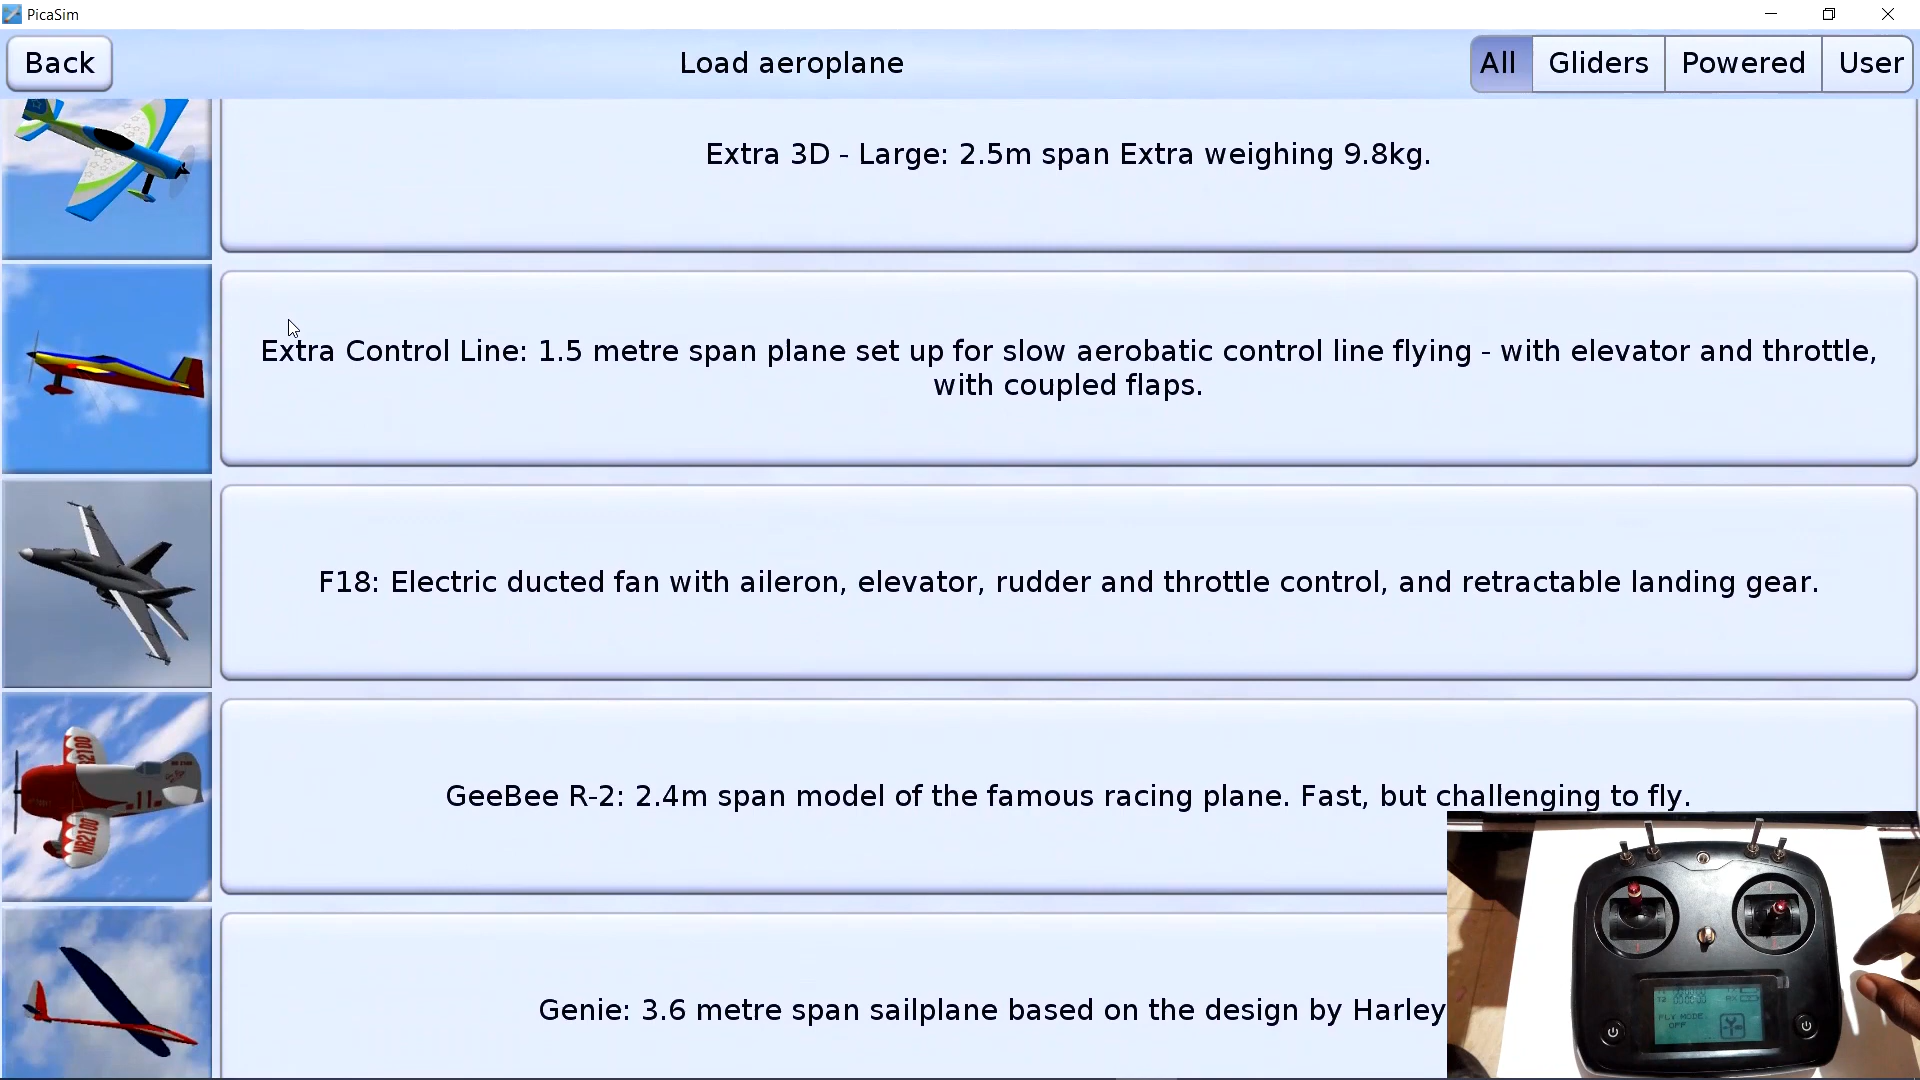 PicaSim
Back
Load aeroplane
All
Gliders
Powered
User
Extra 3D - Large: 2.5m span Extra weighing 9.8kg.
Extra Control Line: 1.5 metre span plane set up for slow aerobatic control line flying - with elevator and throttle,
with coupled flaps.
F18: Electric ducted fan with aileron, elevator, rudder and throttle control, and retractable landing gear.
GeeBee R-2: 2.4m span model of the famous racing plane. Fast, but challenging to fly.
NR2100
Genie: 3.6 metre span sailplane based on the design by Harley
FLY MODE
OFF